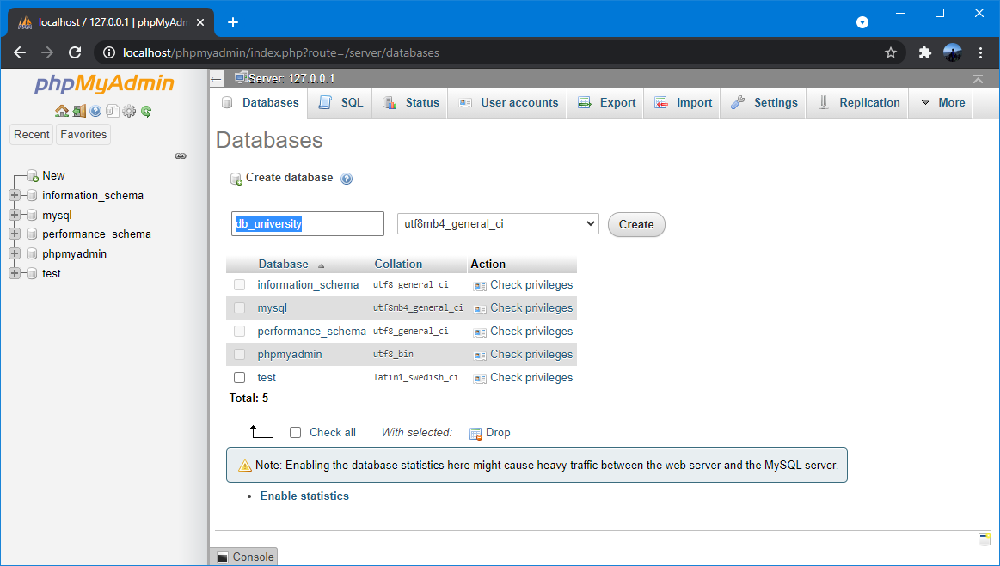 localhost / 127.0.0.1 | phpMyAdm
localhost/phpmyadmin/index.php?route=/server/databases
phpMyAdmin
Recent Favorites
New
information_schema
mysql
performance_schema
phpmyadmin
test
Server: 127.0.0.1
Databases SQL Status User accounts Export Import Settings Replication More
Databases
Create database
db_university utf8mb4_general_ci Create
Database Collation Action
information_schema utf8_general_ci Check privileges
mysql utf8mb4_general_ci Check privileges
performance_schema utf8_general_ci Check privileges
phpmyadmin utf8_bin Check privileges
test latin1_swedish_ci Check privileges
Total: 5
Check all With selected: Drop
Note: Enabling the database statistics here might cause heavy traffic between the web server and the MySQL server.
Enable statistics
Console